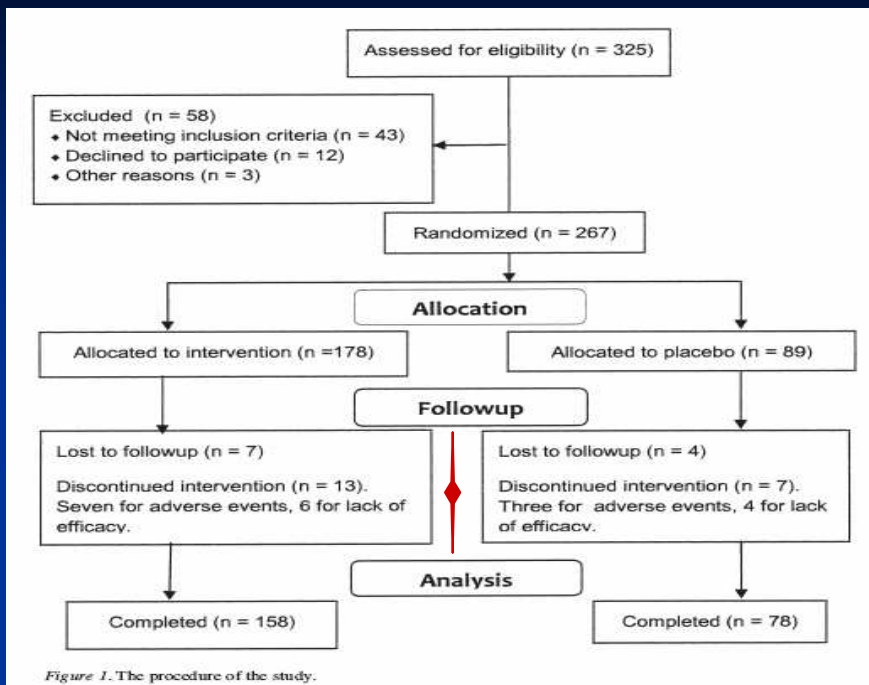 Assessed for eligibility (n = 325)
Excluded (n = 58)
⬥ Not meeting inclusion criteria (n = 43)
⬥ Declined to participate (n = 12)
⬥ Other reasons (n = 3)
Randomized (n = 267)
Allocation
Allocated to intervention (n =178)
Allocated to placebo (n = 89)
Followup
Lost to followup (n = 7)
Discontinued intervention (n = 13).
Seven for adverse events, 6 for lack of
efficacy.
Lost to followup (n = 4)
Discontinued intervention (n = 7).
Three for adverse events, 4 for lack
of efficacy.
Analysis
Completed (n = 158)
Completed (n = 78)
Figure 1. The procedure of the study.